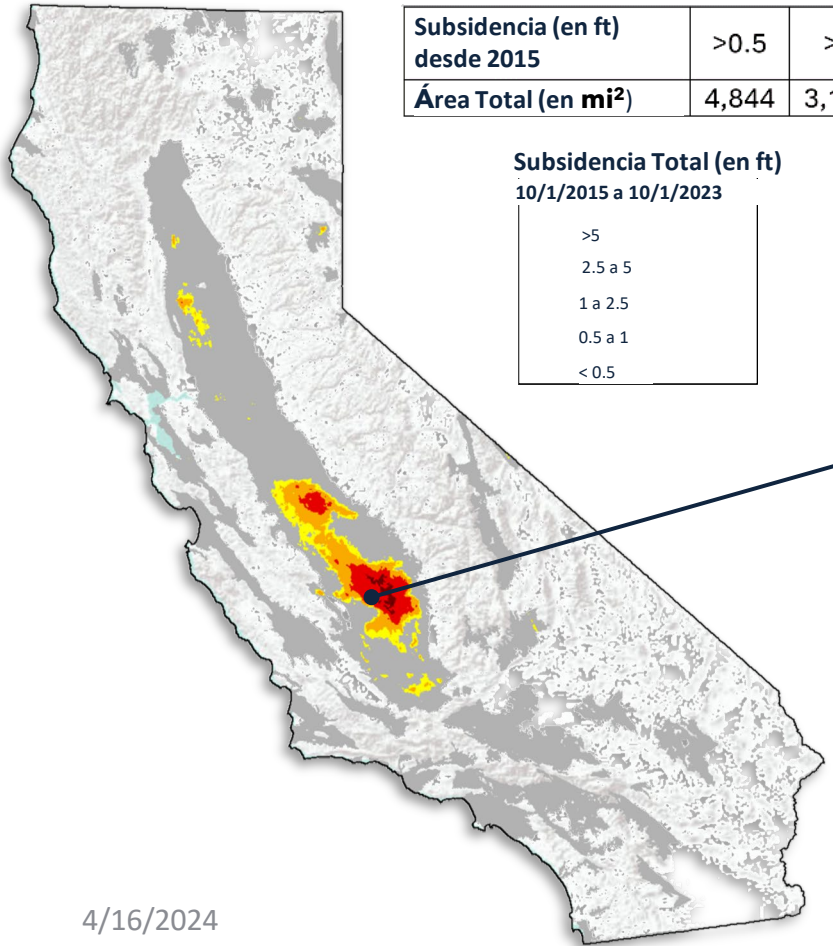 Subsidencia (en ft)
desde 2015
>0.5
>
Área Total (en mi²)
4,844
3,1
Subsidencia Total (en ft)
10/1/2015 a 10/1/2023
>5
2.5 a 5
1 a 2.5
0.5 a 1
< 0.5
4/16/2024